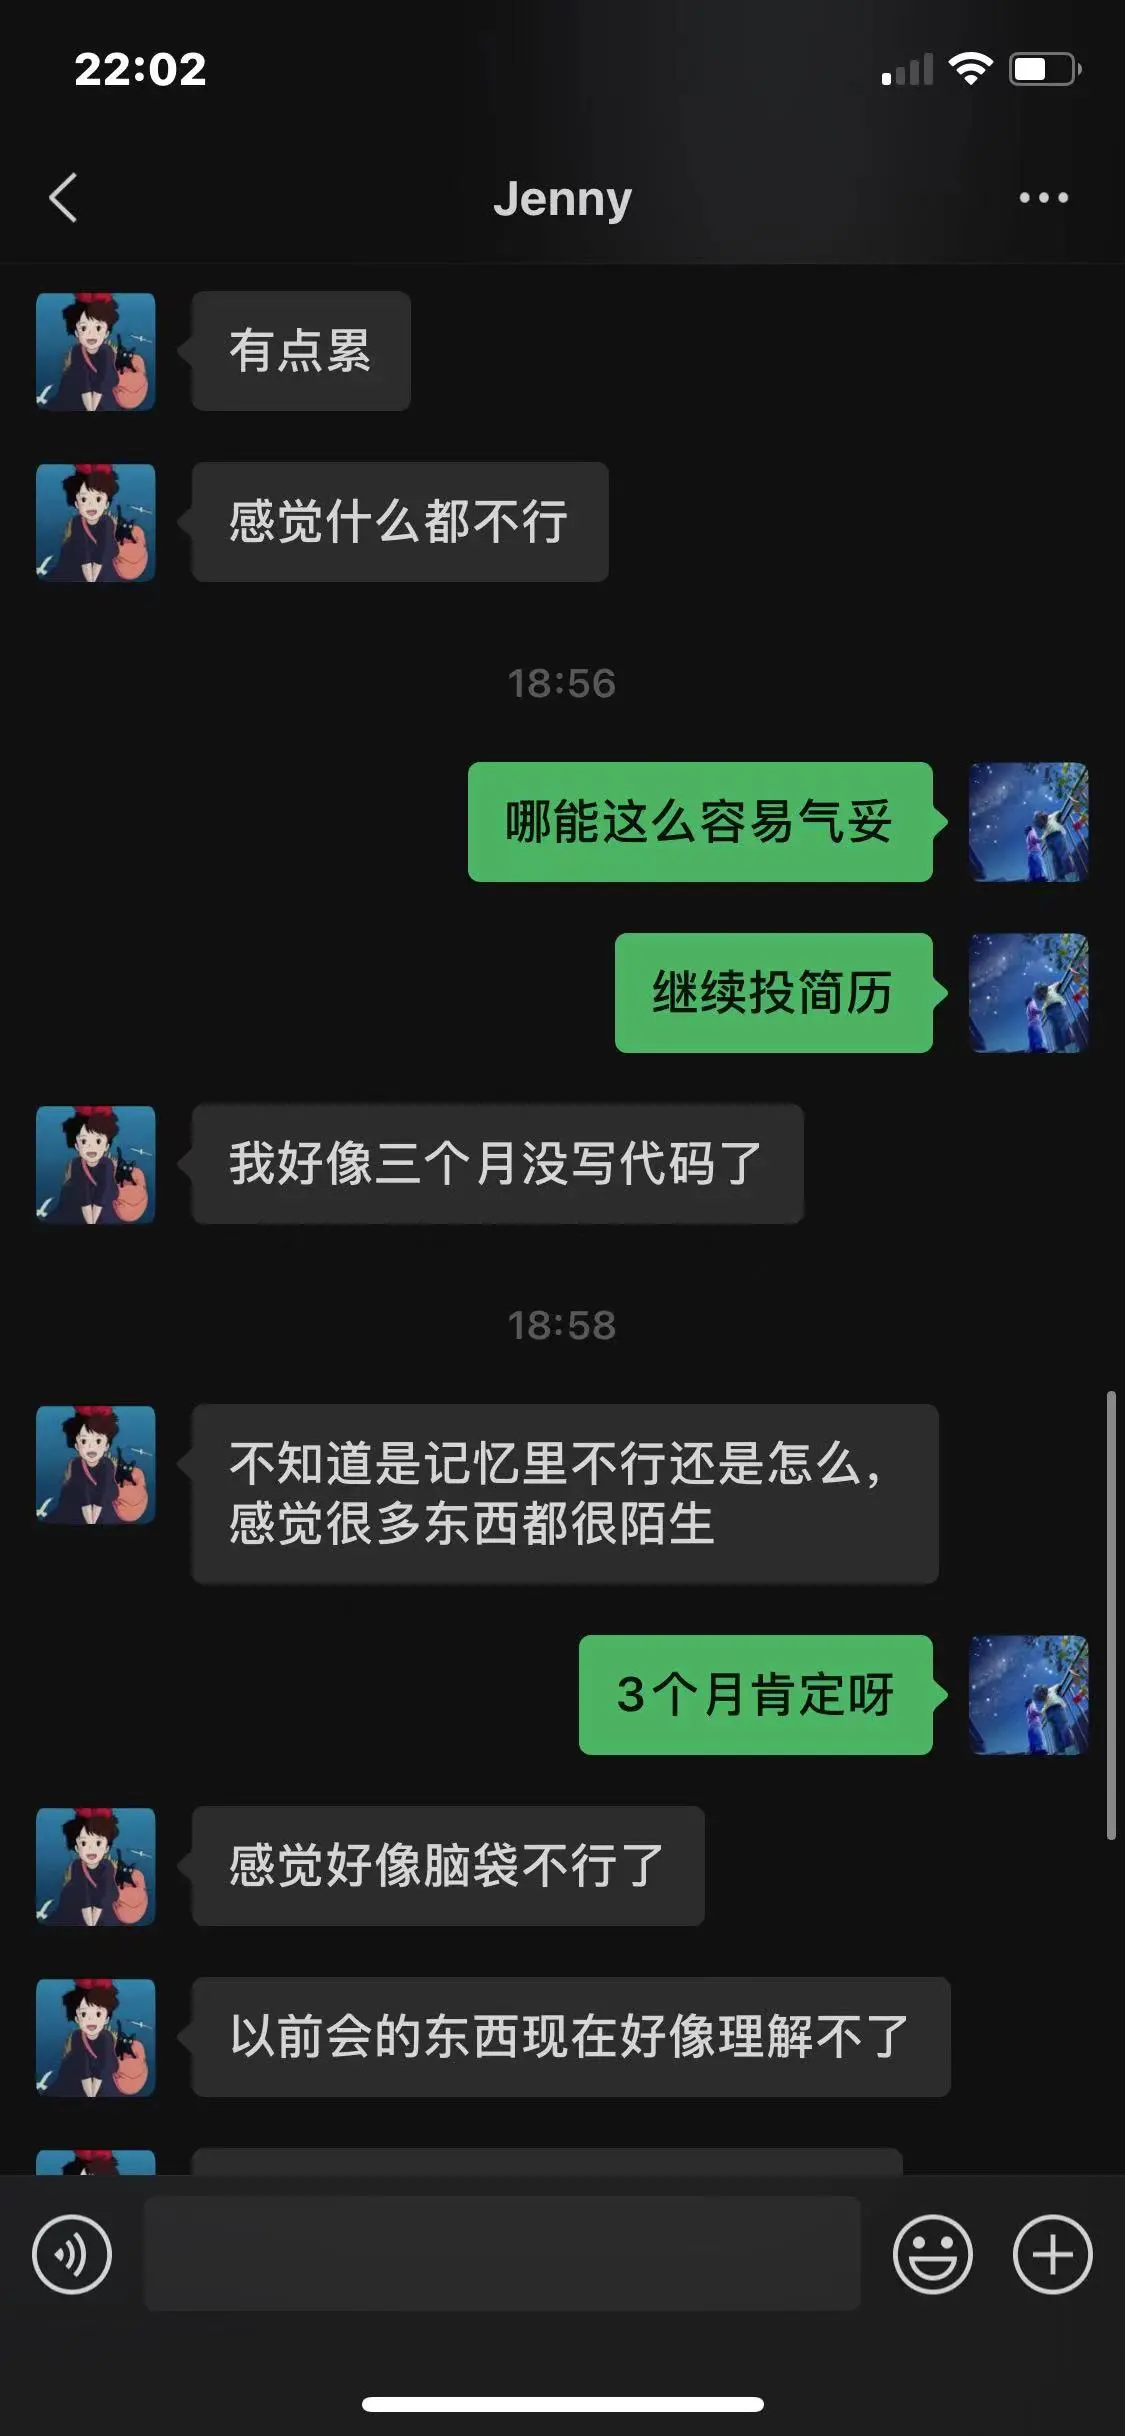 22:02
Jenny
有点累
感觉什么都不行
18:56
哪能这么容易气妥
继续投简历
我好像三个月没写代码了
18:58
不知道是记忆里不行还是怎么，
感觉很多东西都很陌生
3个月肯定呀
感觉好像脑袋不行了
以前会的东西现在好像理解不了